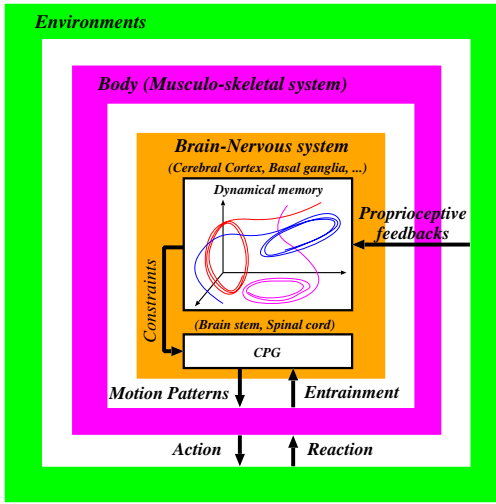 Environments
Body (Musculo-skeletal system)
Brain-Nervous system
(Cerebral Cortex, Basal ganglia, ...)
Dynamical memory
Proprioceptive
feedbacks
Constraints
(Brain stem, Spinal cord)
CPG
Motion Patterns
Entrainment
Action
Reaction